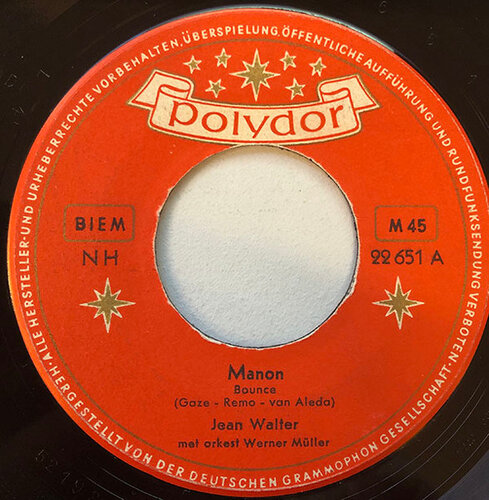 ·ALLE HERSTELLER-UND URHEBERRECHTE VORBEHALTEN, ÜBERSPIELUNG, ÖFFENTLICHE AUFFÜHRUNG UND RUNDFUNKSENDUNG VERBOTEN·
polydor
BIEM
M 45
NH
22 651 A
Manon
Bounce
(Gaze - Remo - van Aleda)
Jean Walter
met orkest Werner Müller
HERGESTELLT VON DER DEUTSCHEN GRAMMOPHON GESELLSCHAFT·